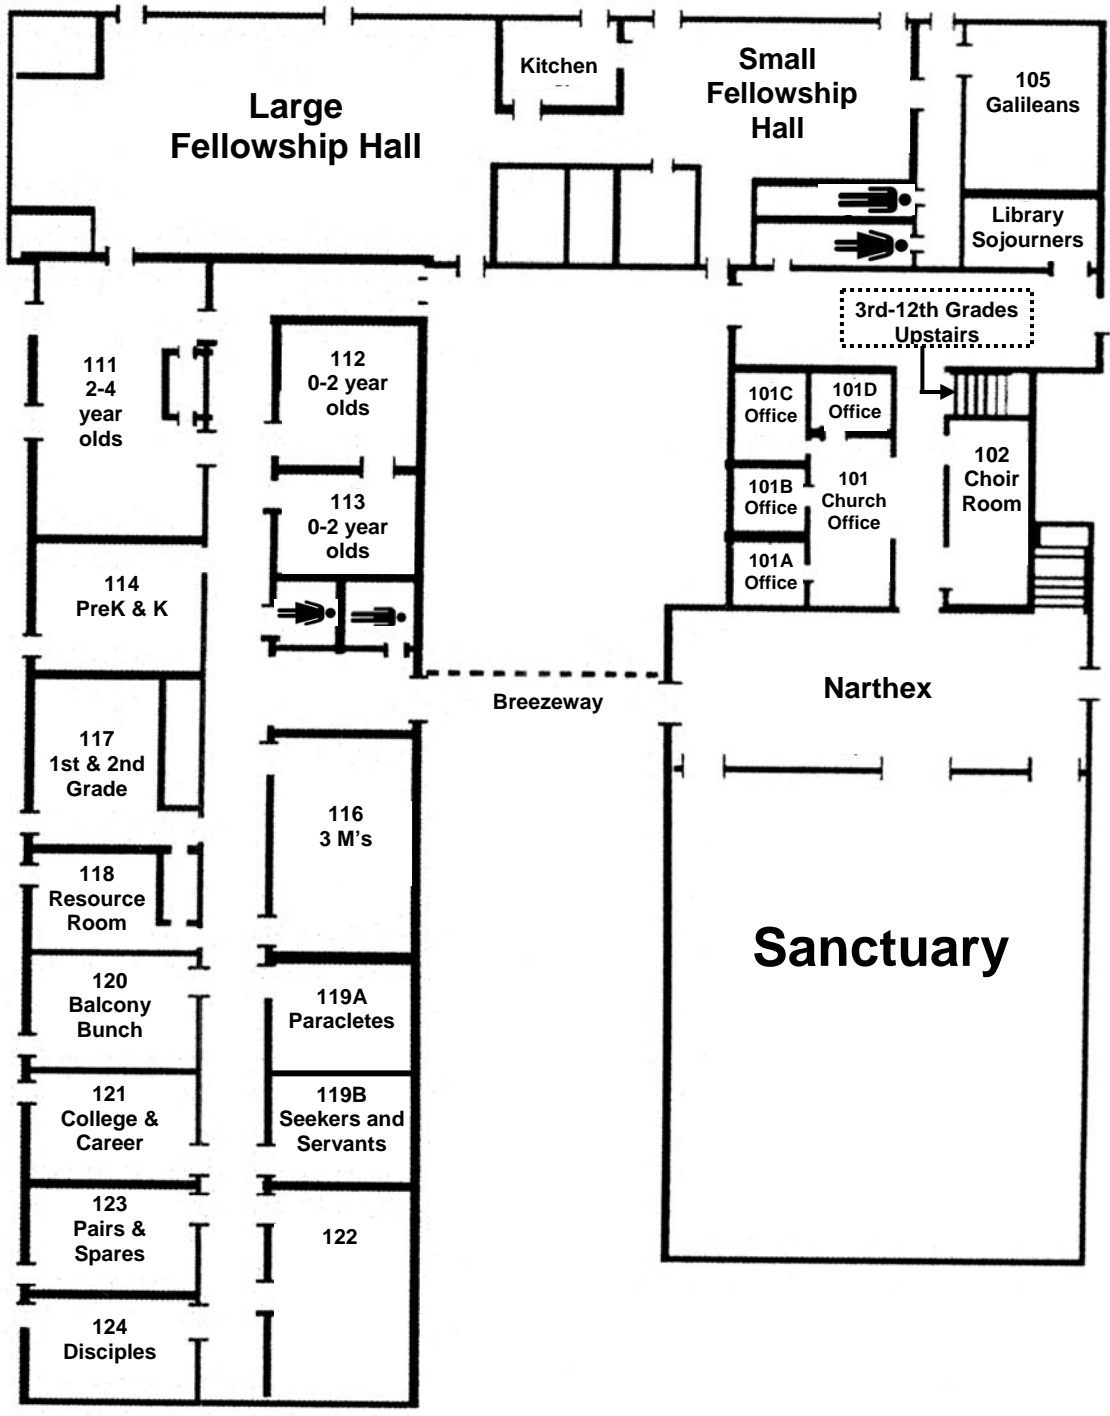 Large
Fellowship Hall
Kitchen
Small
Fellowship
Hall
105
Galileans
Library
Sojourners
3rd-12th Grades
Upstairs
111
2-4
year
olds
112
0-2 year
olds
113
0-2 year
olds
101C
Office
101D
Office
101B
Office
101
Church
Office
101A
Office
102
Choir
Room
114
PreK & K
Breezeway
Narthex
117
1st & 2nd
Grade
116
3 M's
118
Resource
Room
Sanctuary
120
Balcony
Bunch
119A
Paracletes
121
College &
Career
119B
Seekers and
Servants
123
Pairs &
Spares
122
124
Disciples